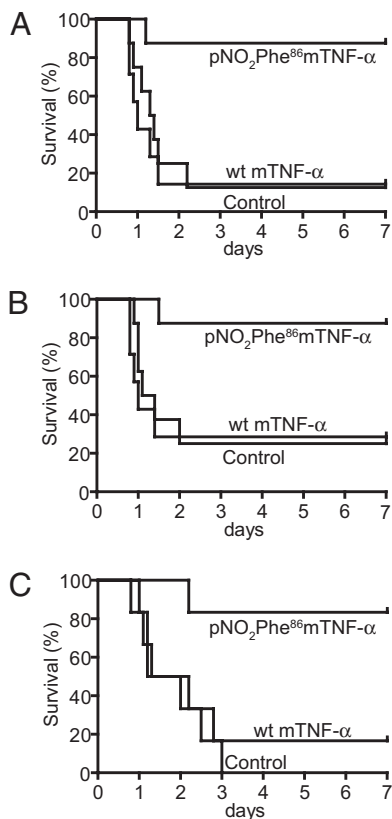 A
Survival (%)
100
80
60
40
20
0
pNO₂Phe⁸⁶mTNF-α
wt mTNF-α
Control
0 1 2 3 4 5 6 7
days
B
Survival (%)
100
80
60
40
20
0
pNO₂Phe⁸⁶mTNF-α
wt mTNF-α
Control
0 1 2 3 4 5 6 7
days
C
Survival (%)
100
80
60
40
20
0
pNO₂Phe⁸⁶mTNF-α
wt mTNF-α
Control
0 1 2 3 4 5 6 7
days